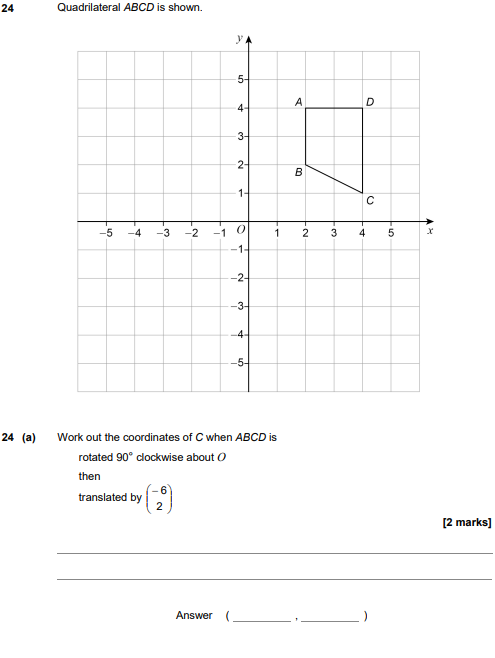 24 Quadrilateral ABCD is shown.
y
5
4
A D
3
2
B
1
C
–5 –4 –3 –2 –1 O 1 2 3 4 5 x
–1
–2
–3
–4
–5
24 (a) Work out the coordinates of C when ABCD is
rotated 90° clockwise about O
then
translated by (–6
2)
[2 marks]
Answer ( ________ , ________ )